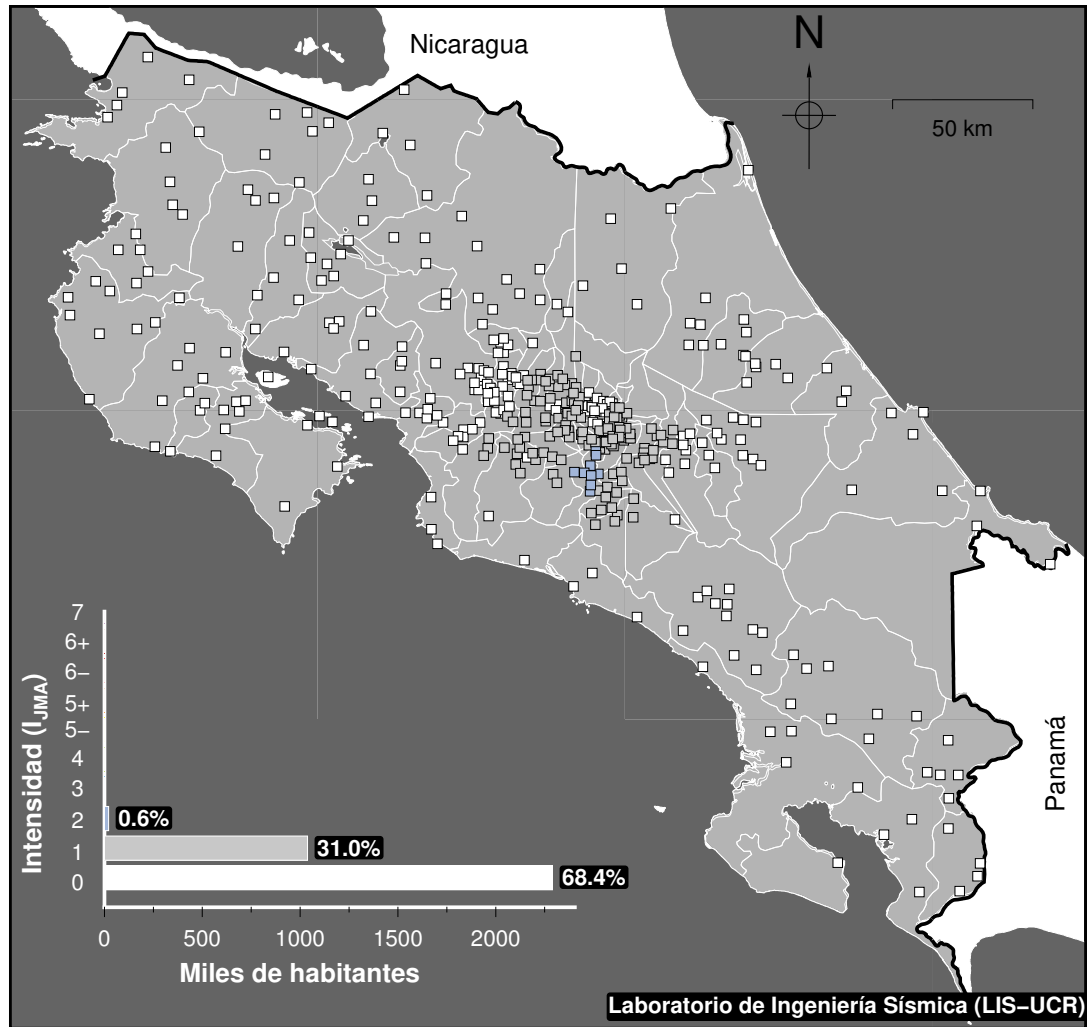 Nicaragua
N
50 km
Panamá
Intensidad (I_JMA)
7
6+
6−
5+
5−
4
3
2
0.6%
1
31.0%
0
68.4%
0 500 1000 1500 2000
Miles de habitantes
Laboratorio de Ingeniería Sísmica (LIS−UCR)